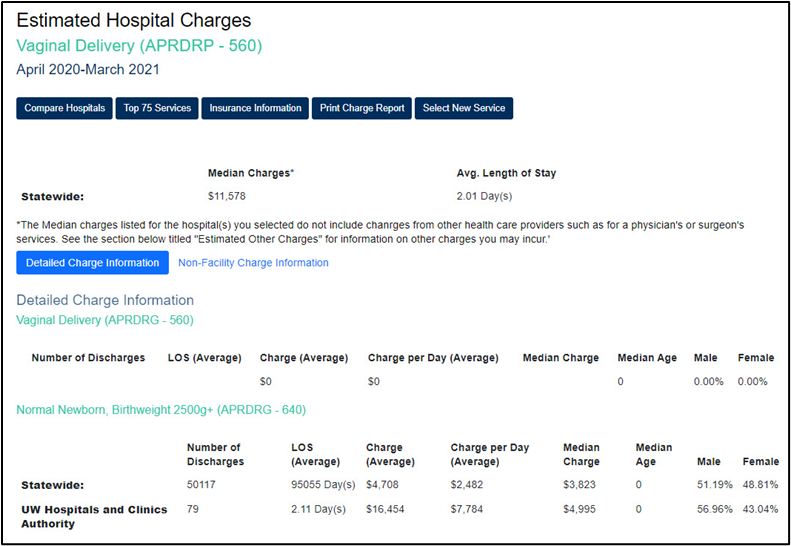 Estimated Hospital Charges
Vaginal Delivery (APRDRP - 560)
April 2020-March 2021
Compare Hospitals Top 75 Services Insurance Information Print Charge Report Select New Service
Median Charges* Avg. Length of Stay
Statewide: $11,578 2.01 Day(s)
*The Median charges listed for the hospital(s) you selected do not include chanrges from other health care providers such as for a physician's or surgeon's
services. See the section below titled "Estimated Other Charges" for information on other charges you may incur.'
Detailed Charge Information Non-Facility Charge Information
Detailed Charge Information
Vaginal Delivery (APRDRG - 560)
Number of Discharges LOS (Average) Charge (Average) Charge per Day (Average) Median Charge Median Age Male Female
$0 $0 0 0.00% 0.00%
Normal Newborn, Birthweight 2500g+ (APRDRG - 640)
Number of LOS Charge Charge per Day Median Median
Discharges (Average) (Average) (Average) Charge Age Male Female
Statewide: 50117 95055 Day(s) $4,708 $2,482 $3,823 0 51.19% 48.81%
UW Hospitals and Clinics 79 2.11 Day(s) $16,454 $7,784 $4,995 0 56.96% 43.04%
Authority